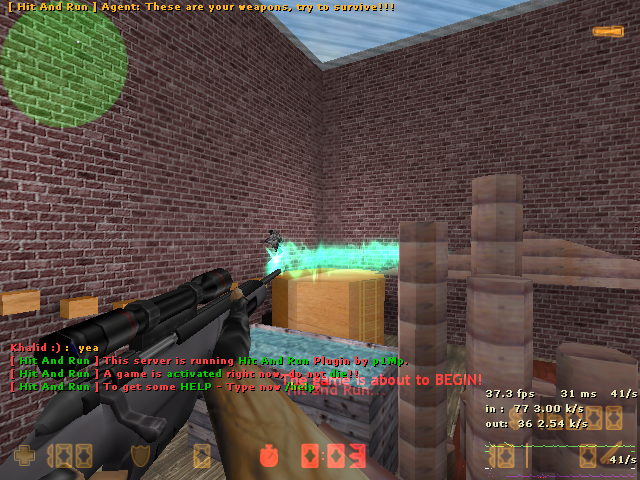 [ Hit And Run ] Agent: These are your weapons, try to survive!!!
Khalid :) : yea
[ Hit And Run ] This server is running Hit And Run Plugin by p1Mp.
[ Hit And Run ] A game is activated right now, do not die!!
[ Hit And Run ] To get some HELP - Type now /help
The game is about to BEGIN!
Hit and Run...
37.3 fps 31 ms 41/s
in : 77 3.00 k/s
out: 36 2.54 k/s
41/s